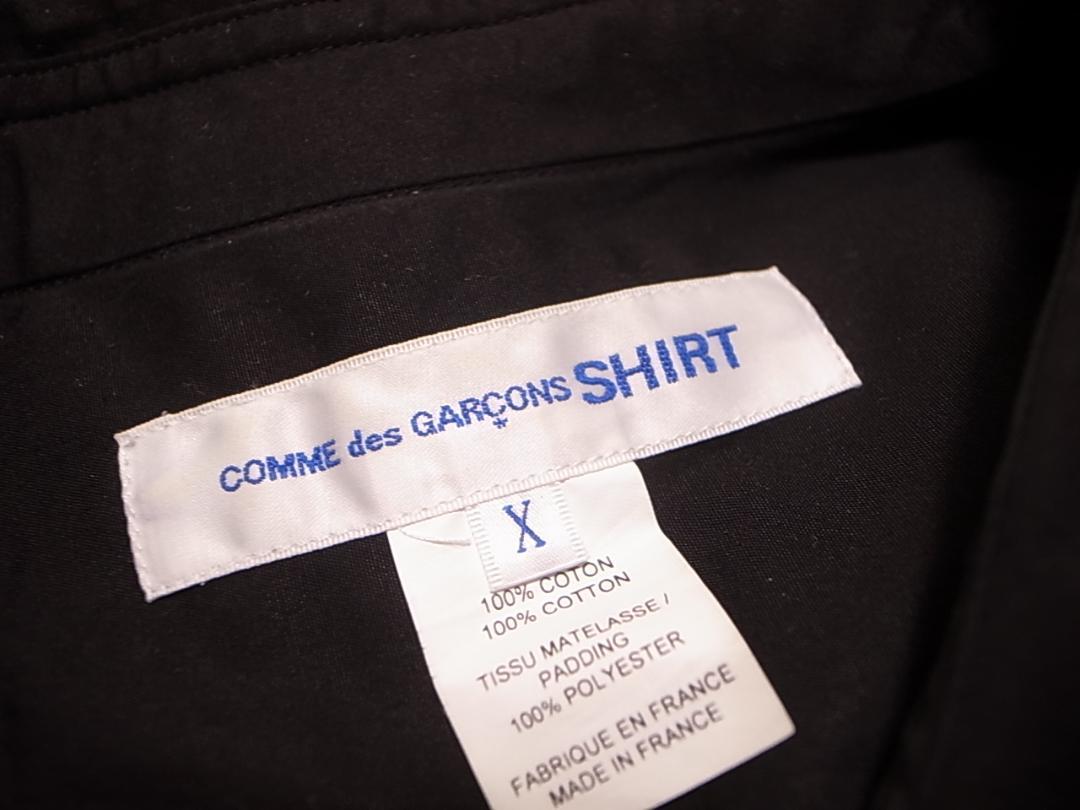 COMME des GARÇONS SHIRT
*
X
100% COTON
100% COTTON
TISSU MATELASSE /
PADDING
100% POLYESTER
FABRIQUE EN FRANCE
MADE IN FRANCE